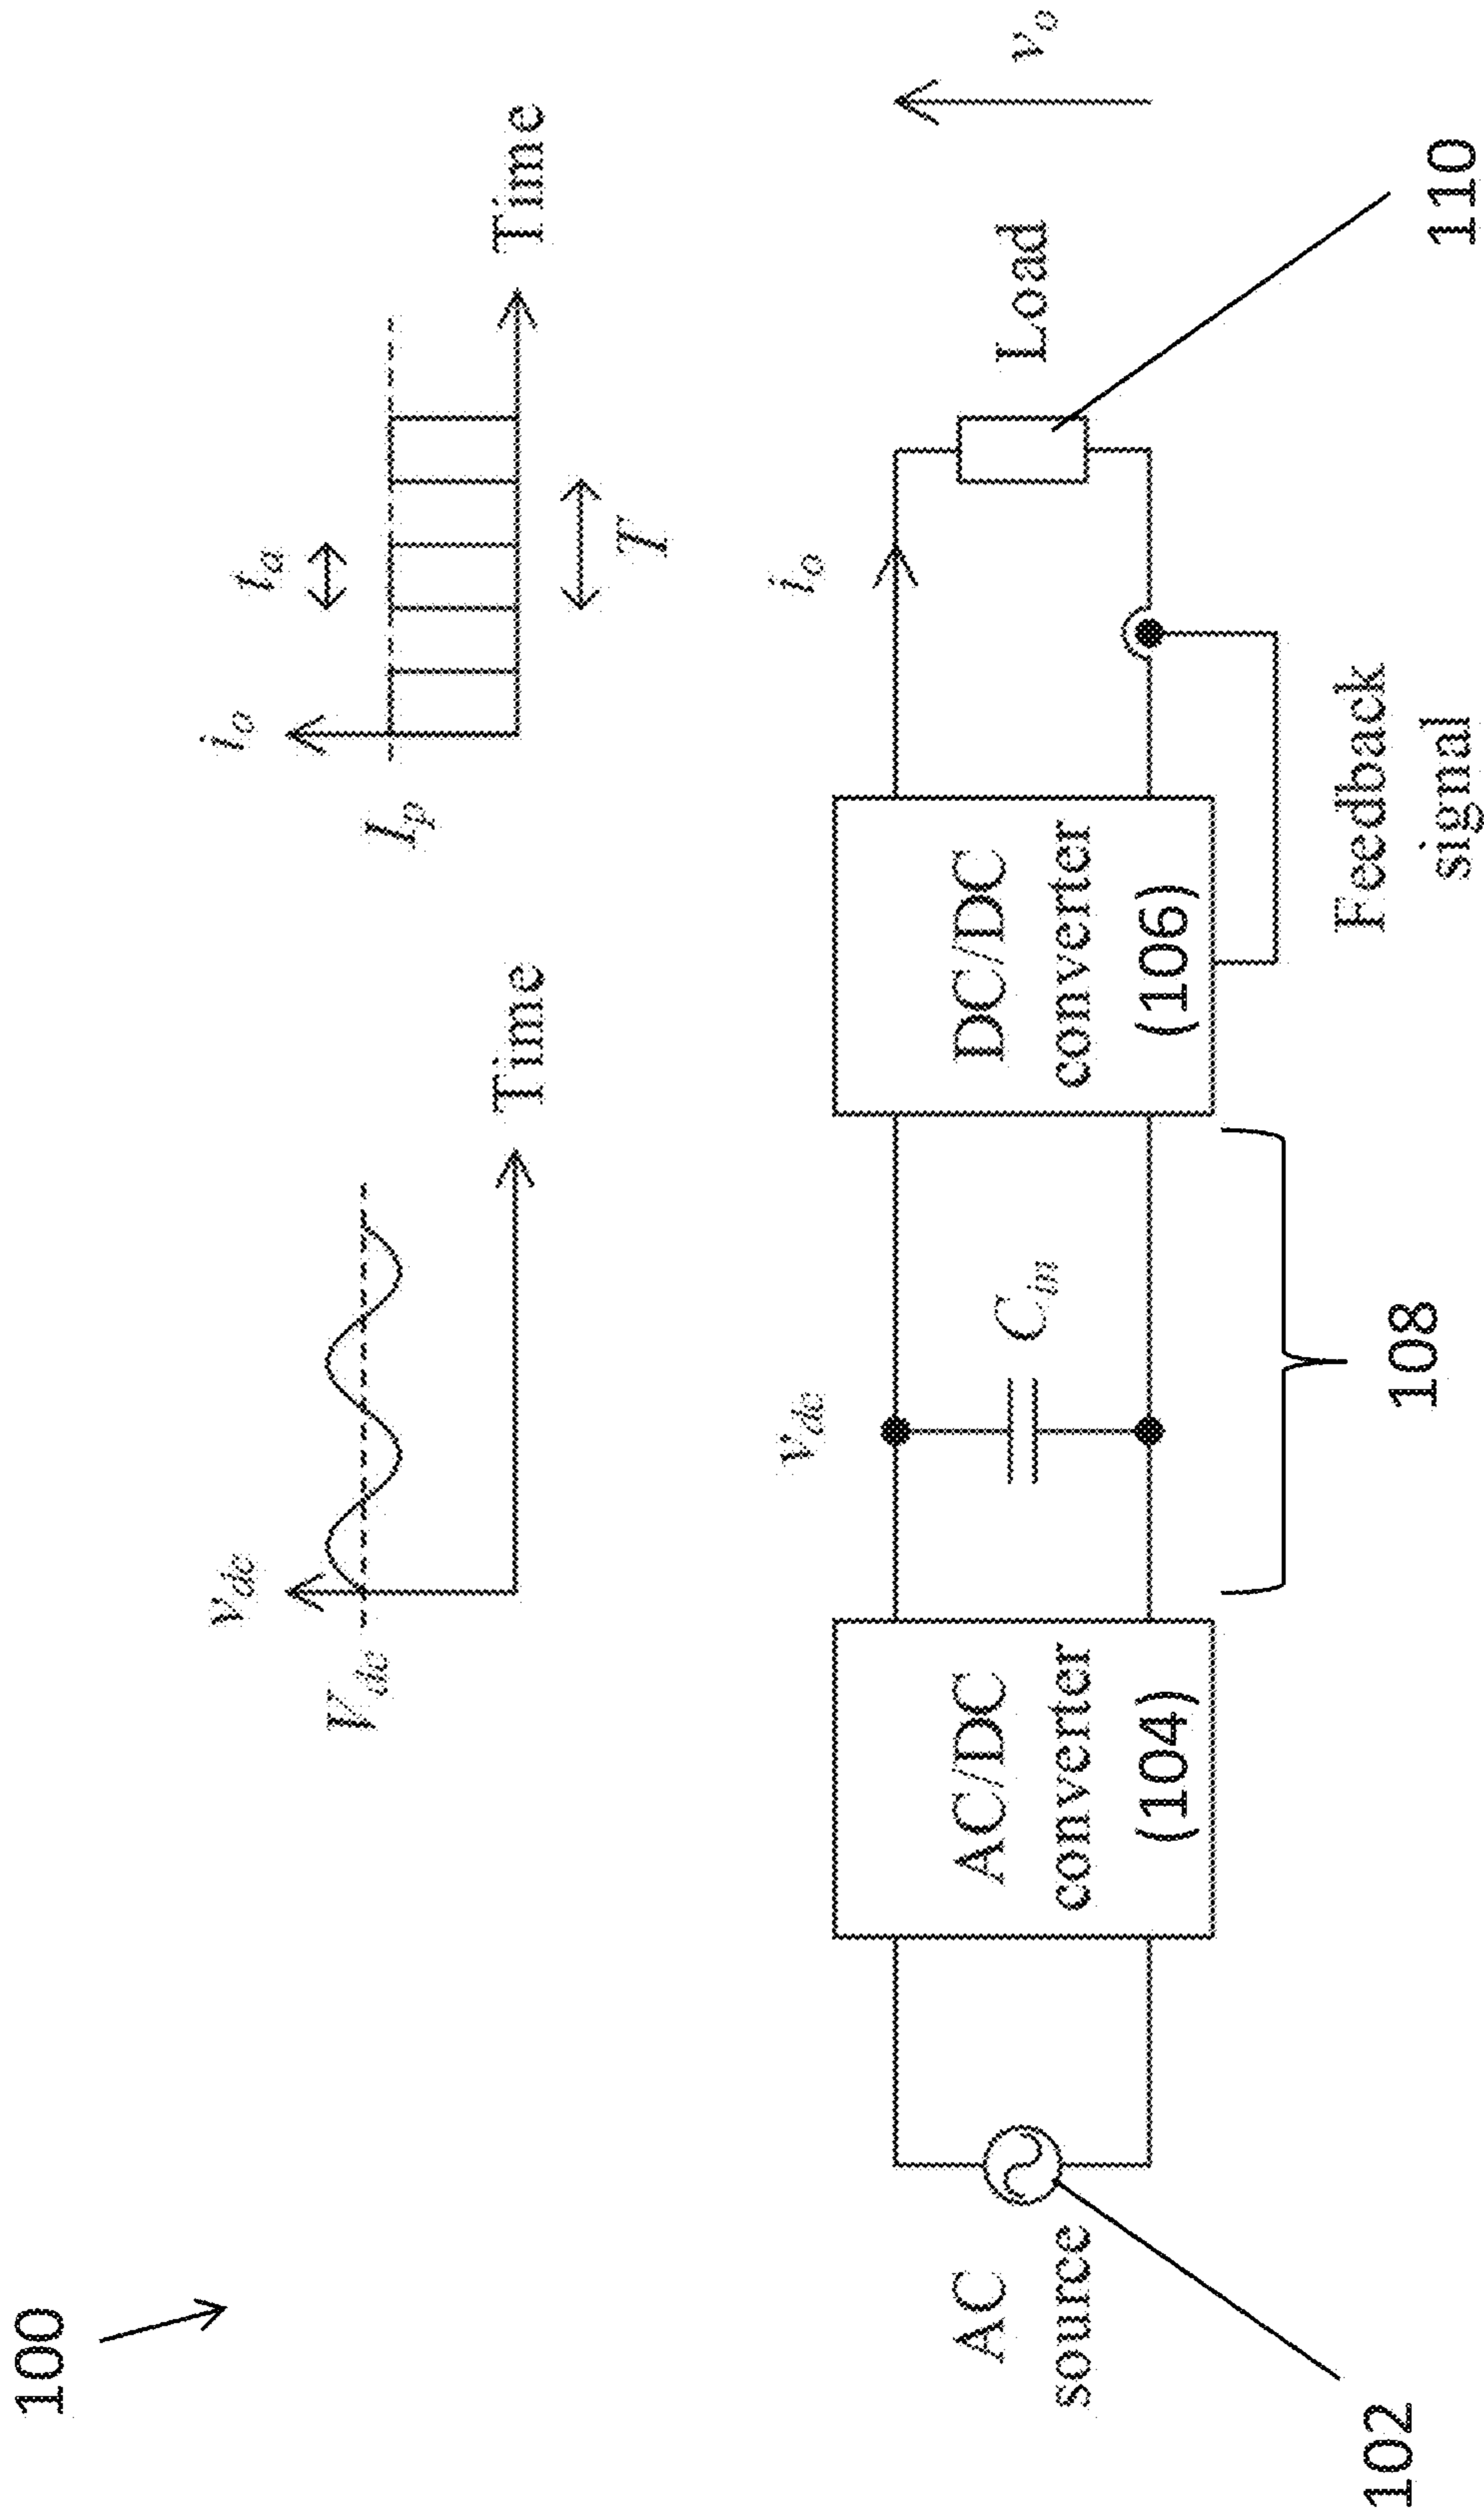 100
v_dc
V_dc
Time
i_o
I_p
t_a
T
Time
AC
source
102
AC/DC
converter
(104)
v_dc
C_in
108
DC/DC
converter
(106)
Feedback
signal
i_o
Load
110
v_o